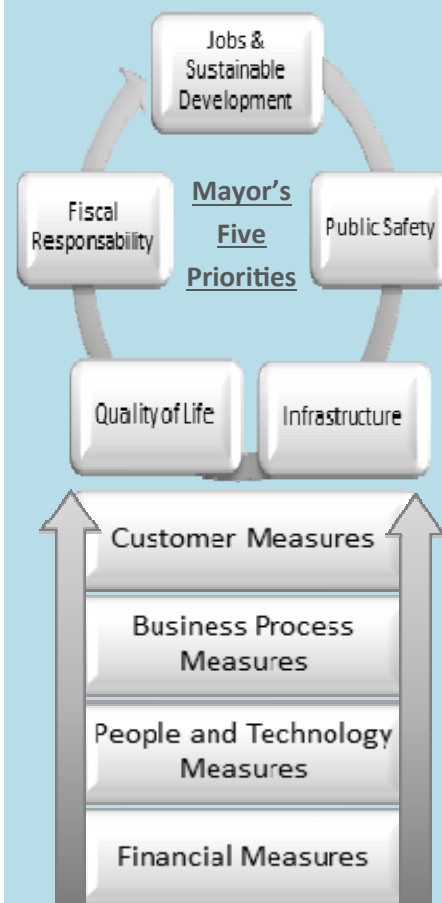 Jobs &
Sustainable
Development
Mayor's
Five
Priorities
Fiscal
Responsability
Public Safety
Quality of Life
Infrastructure
Customer Measures
Business Process
Measures
People and Technology
Measures
Financial Measures